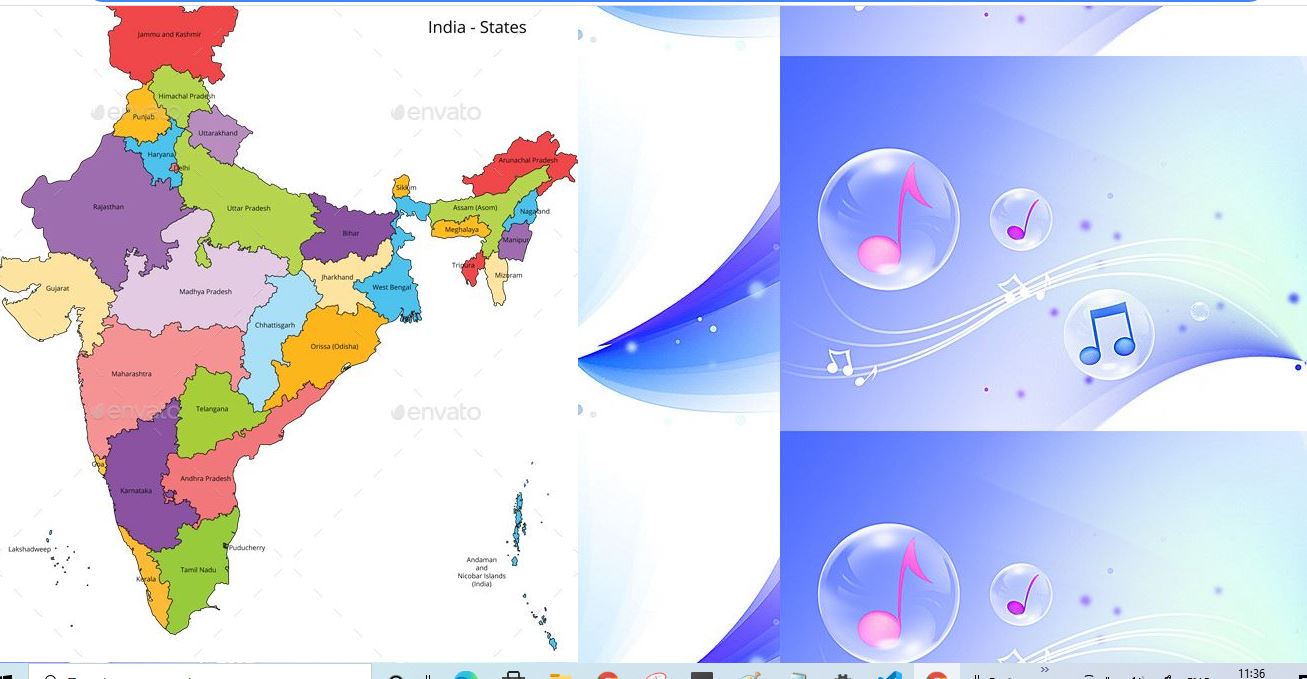 India - States
Jammu and Kashmir
Himachal Pradesh
envato
envato
Punjab
Uttarakhand
Haryana
Delhi
Arunachal Pradesh
Sikkim
Rajasthan
Uttar Pradesh
Assam (Asom)
Nagaland
Bihar
Meghalaya
Manipur
Tripura
Mizoram
Jharkhand
Gujarat
Madhya Pradesh
West Bengal
Chhattisgarh
Orissa (Odisha)
Maharashtra
Telangana
envato
envato
Goa
Andhra Pradesh
Karnataka
Lakshadweep
Puducherry
Tamil Nadu
Kerala
Andaman
and
Nicobar Islands
(India)
11:36